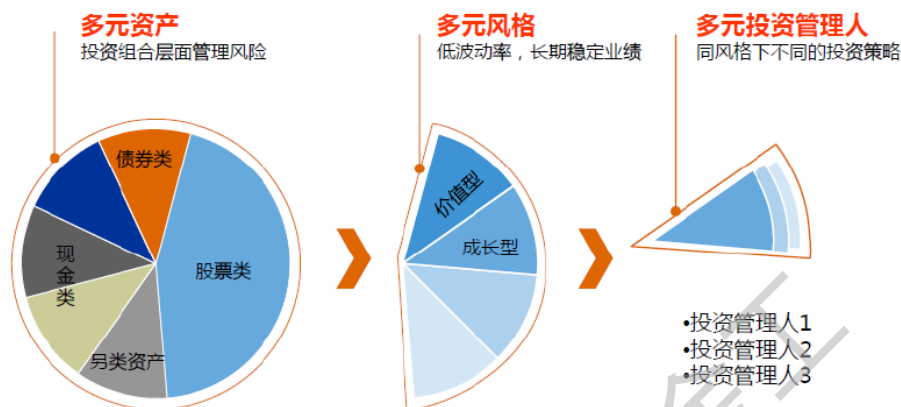 多元资产
投资组合层面管理风险
多元风格
低波动率，长期稳定业绩
多元投资管理人
同风格下不同的投资策略
债券类
股票类
现金类
另类资产
价值型
成长型
•投资管理人1
•投资管理人2
•投资管理人3